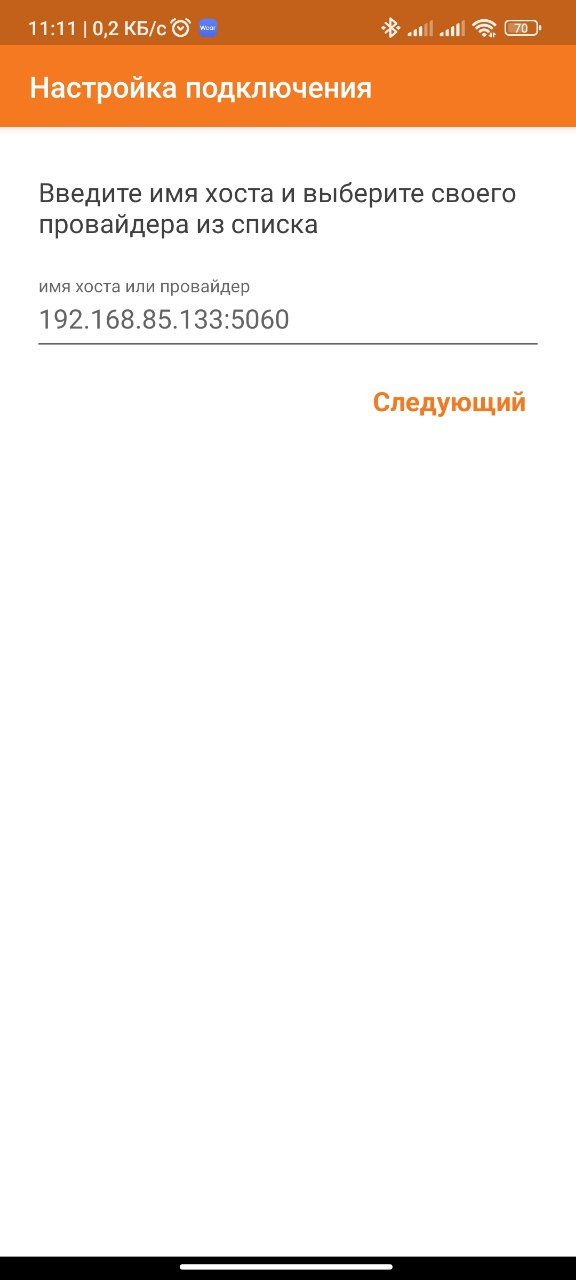 11:11 | 0,2 КБ/с Wear 70
Настройка подключения
Введите имя хоста и выберите своего
провайдера из списка
имя хоста или провайдер
192.168.85.133:5060
Следующий